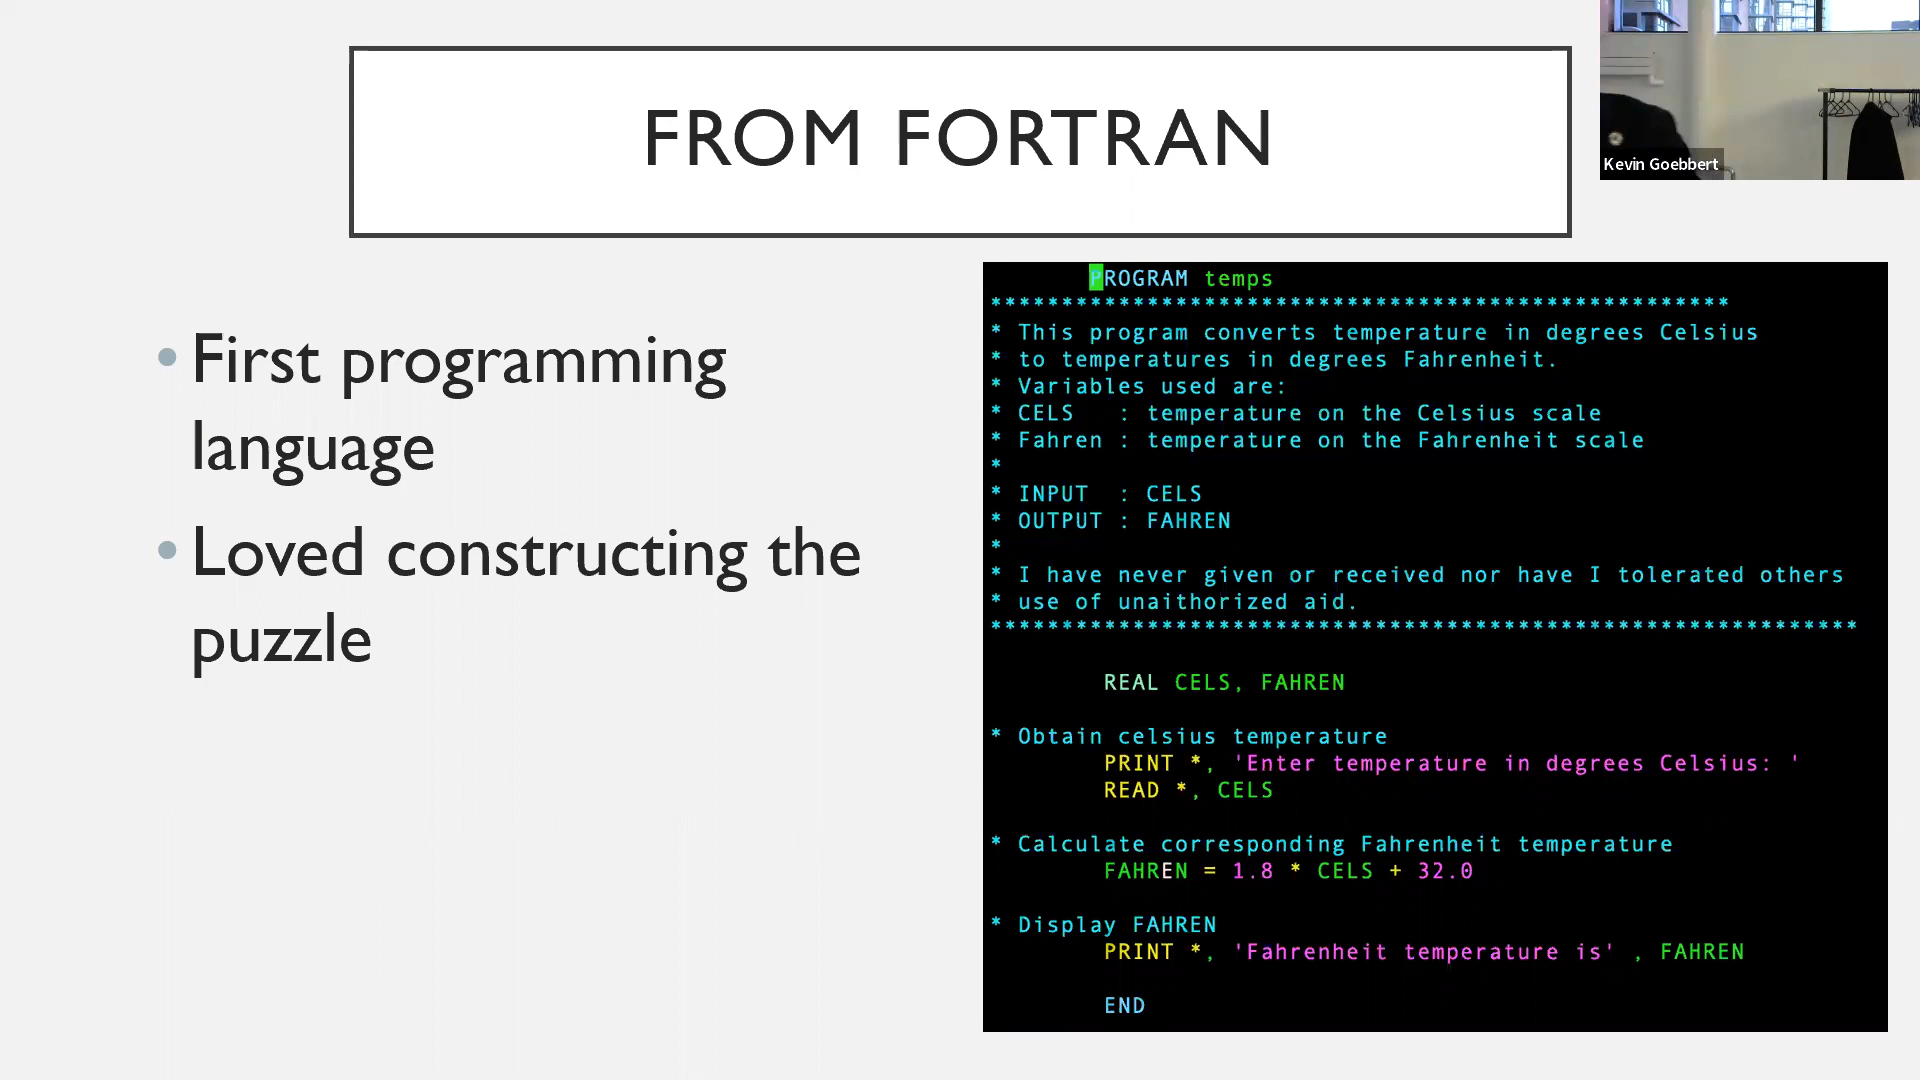 FROM FORTRAN
Kevin Goebbert
• First programming
language
• Loved constructing the
puzzle
PROGRAM temps
****************************************************
* This program converts temperature in degrees Celsius
* to temperatures in degrees Fahrenheit.
* Variables used are:
* CELS   : temperature on the Celsius scale
* Fahren : temperature on the Fahrenheit scale
*
* INPUT  : CELS
* OUTPUT : FAHREN
*
* I have never given or received nor have I tolerated others
* use of unaithorized aid.
*************************************************************
REAL CELS, FAHREN
* Obtain celsius temperature
PRINT *, 'Enter temperature in degrees Celsius: '
READ *, CELS
* Calculate corresponding Fahrenheit temperature
FAHREN = 1.8 * CELS + 32.0
* Display FAHREN
PRINT *, 'Fahrenheit temperature is' , FAHREN
END